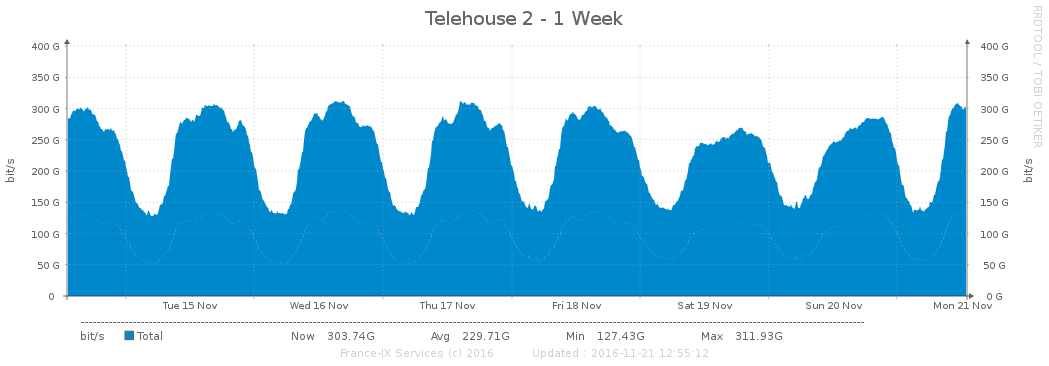 Telehouse 2 - 1 Week
RRDTOOL / TOBI OETIKER
400 G 400 G
350 G 350 G
300 G 300 G
250 G 250 G
200 G 200 G
150 G 150 G
100 G 100 G
50 G 50 G
0 0 G
bit/s bit/s
Tue 15 Nov Wed 16 Nov Thu 17 Nov Fri 18 Nov Sat 19 Nov Sun 20 Nov Mon 21 Nov
bit/s Total Now 303.74G Avg 229.71G Min 127.43G Max 311.93G
France-IX Services (c) 2016 Updated : 2016-11-21 12:55:12